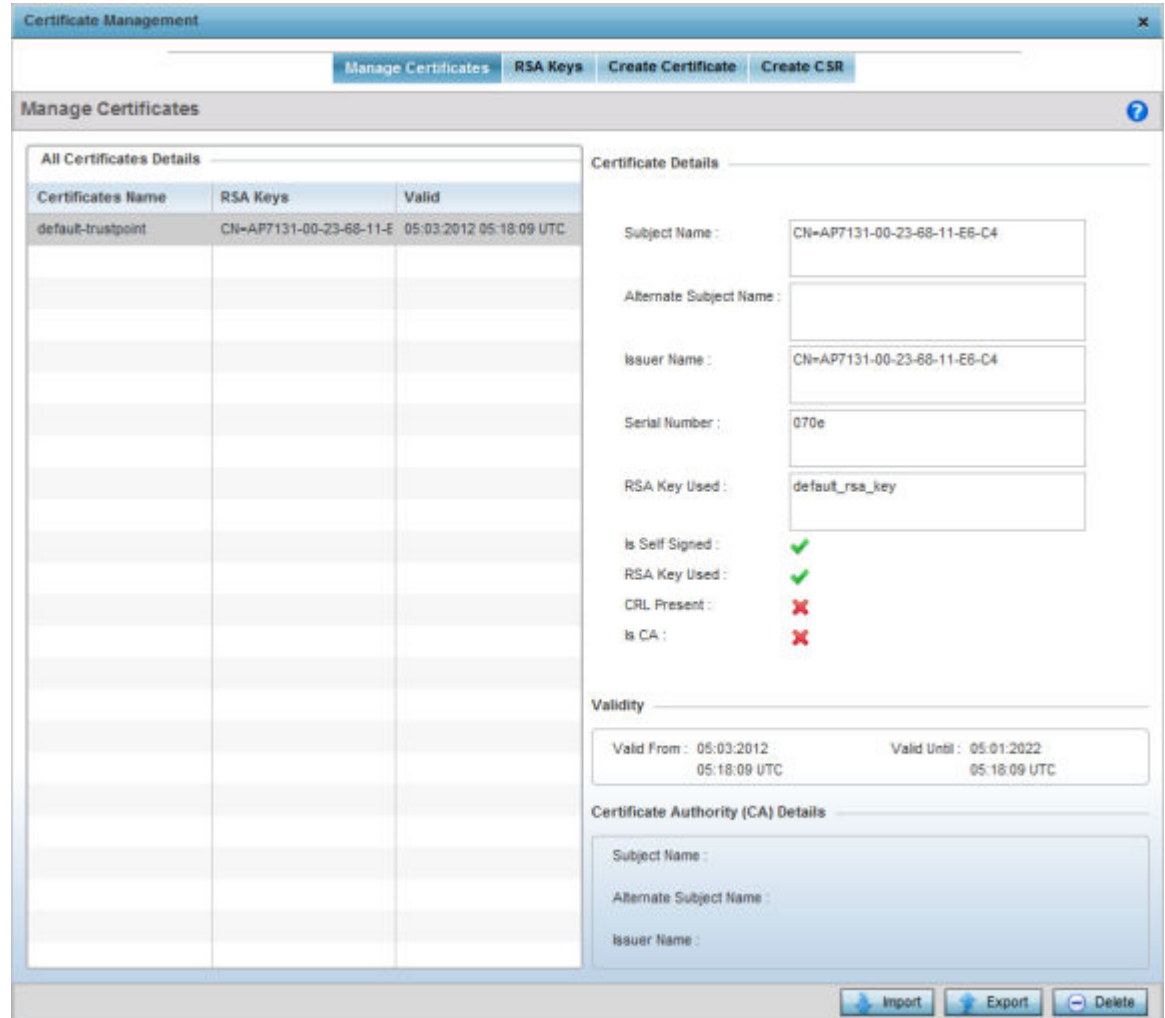 Certificate Management
Manage Certificates RSA Keys Create Certificate Create CSR
Manage Certificates
All Certificates Details
Certificates Name RSA Keys Valid
default-trustpoint CN=AP7131-00-23-68-11-E 05:03:2012 05:18:09 UTC
Certificate Details
Subject Name : CN=AP7131-00-23-68-11-E6-C4
Alternate Subject Name :
Issuer Name : CN=AP7131-00-23-68-11-E6-C4
Serial Number : 070e
RSA Key Used : default_rsa_key
Is Self Signed :
RSA Key Used :
CRL Present :
Is CA :
Validity
Valid From : 05:03:2012 Valid Until : 05:01:2022
05:18:09 UTC 05:18:09 UTC
Certificate Authority (CA) Details
Subject Name :
Alternate Subject Name :
Issuer Name :
Import Export Delete